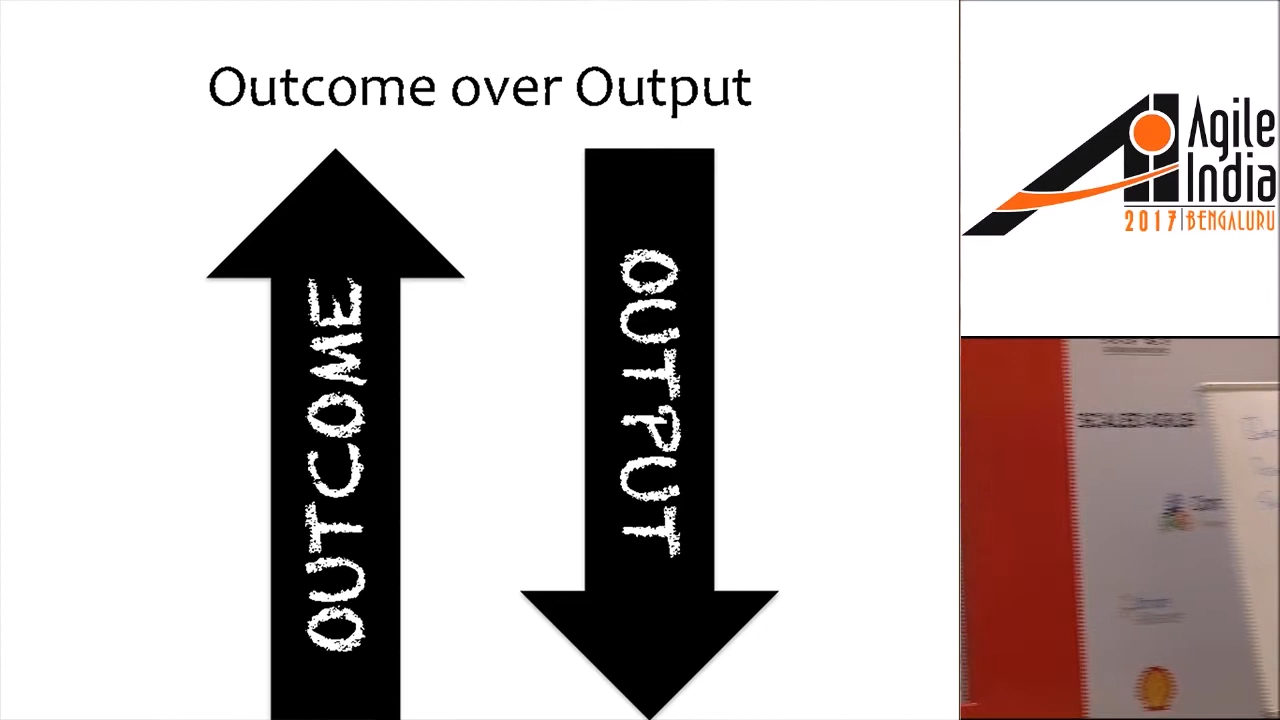 Outcome over Output
OUTCOME
OUTPUT
Agile
India
2017 | BENGALURU